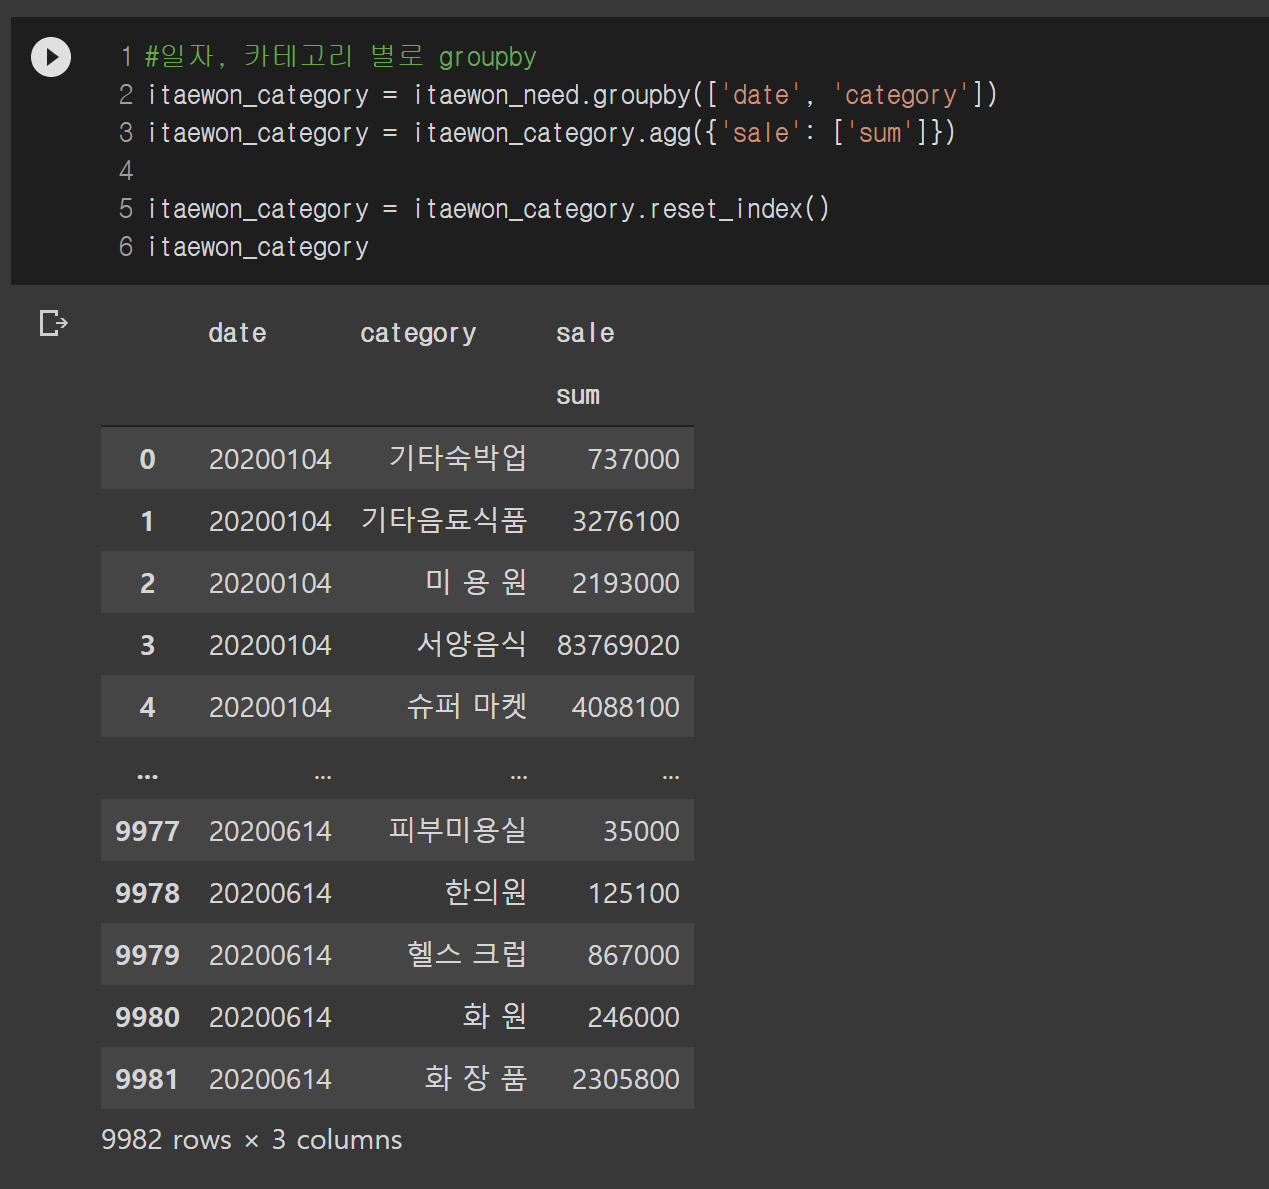 1 #일자, 카테고리 별로 groupby
2 itaewon_category = itaewon_need.groupby(['date', 'category'])
3 itaewon_category = itaewon_category.agg({'sale': ['sum']})
4
5 itaewon_category = itaewon_category.reset_index()
6 itaewon_category
date category sale
sum
0 20200104 기타숙박업 737000
1 20200104 기타음료식품 3276100
2 20200104 미 용 원 2193000
3 20200104 서양음식 83769020
4 20200104 슈퍼 마켓 4088100
... ... ... ...
9977 20200614 피부미용실 35000
9978 20200614 한의원 125100
9979 20200614 헬스 크럽 867000
9980 20200614 화 원 246000
9981 20200614 화 장 품 2305800
9982 rows × 3 columns